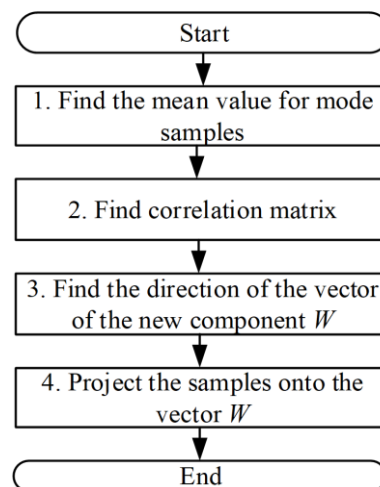 Start
1. Find the mean value for mode
samples
2. Find correlation matrix
3. Find the direction of the vector
of the new component W
4. Project the samples onto the
vector W
End